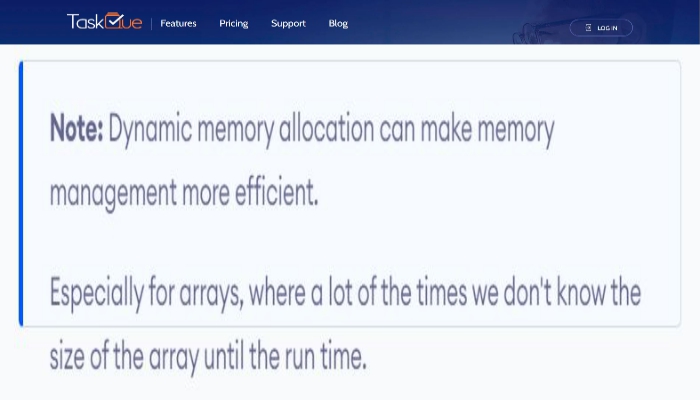 TaskQue Features Pricing Support Blog LOG IN
Note: Dynamic memory allocation can make memory
management more efficient.
Especially for arrays, where a lot of the times we don't know the
size of the array until the run time.